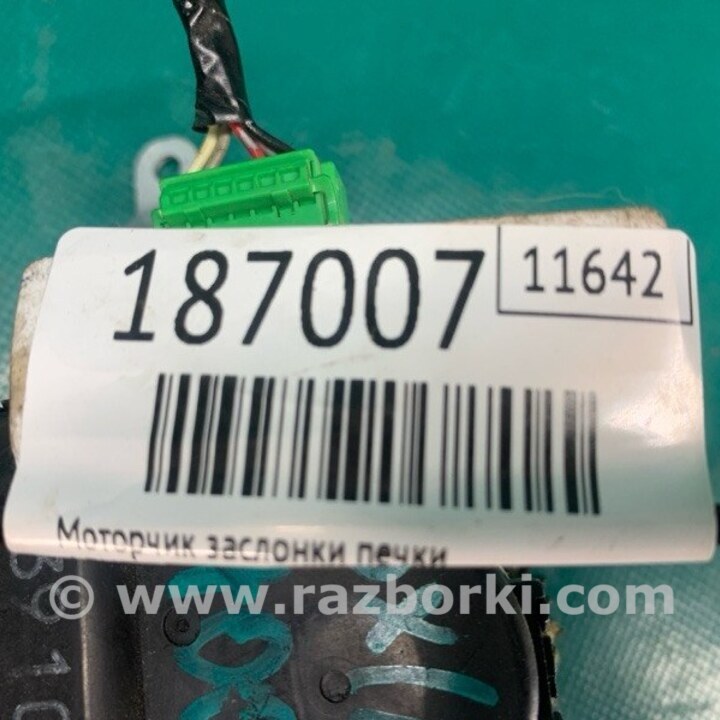 187007
11642
Моторчик заслонки печки
© www.razborki.com